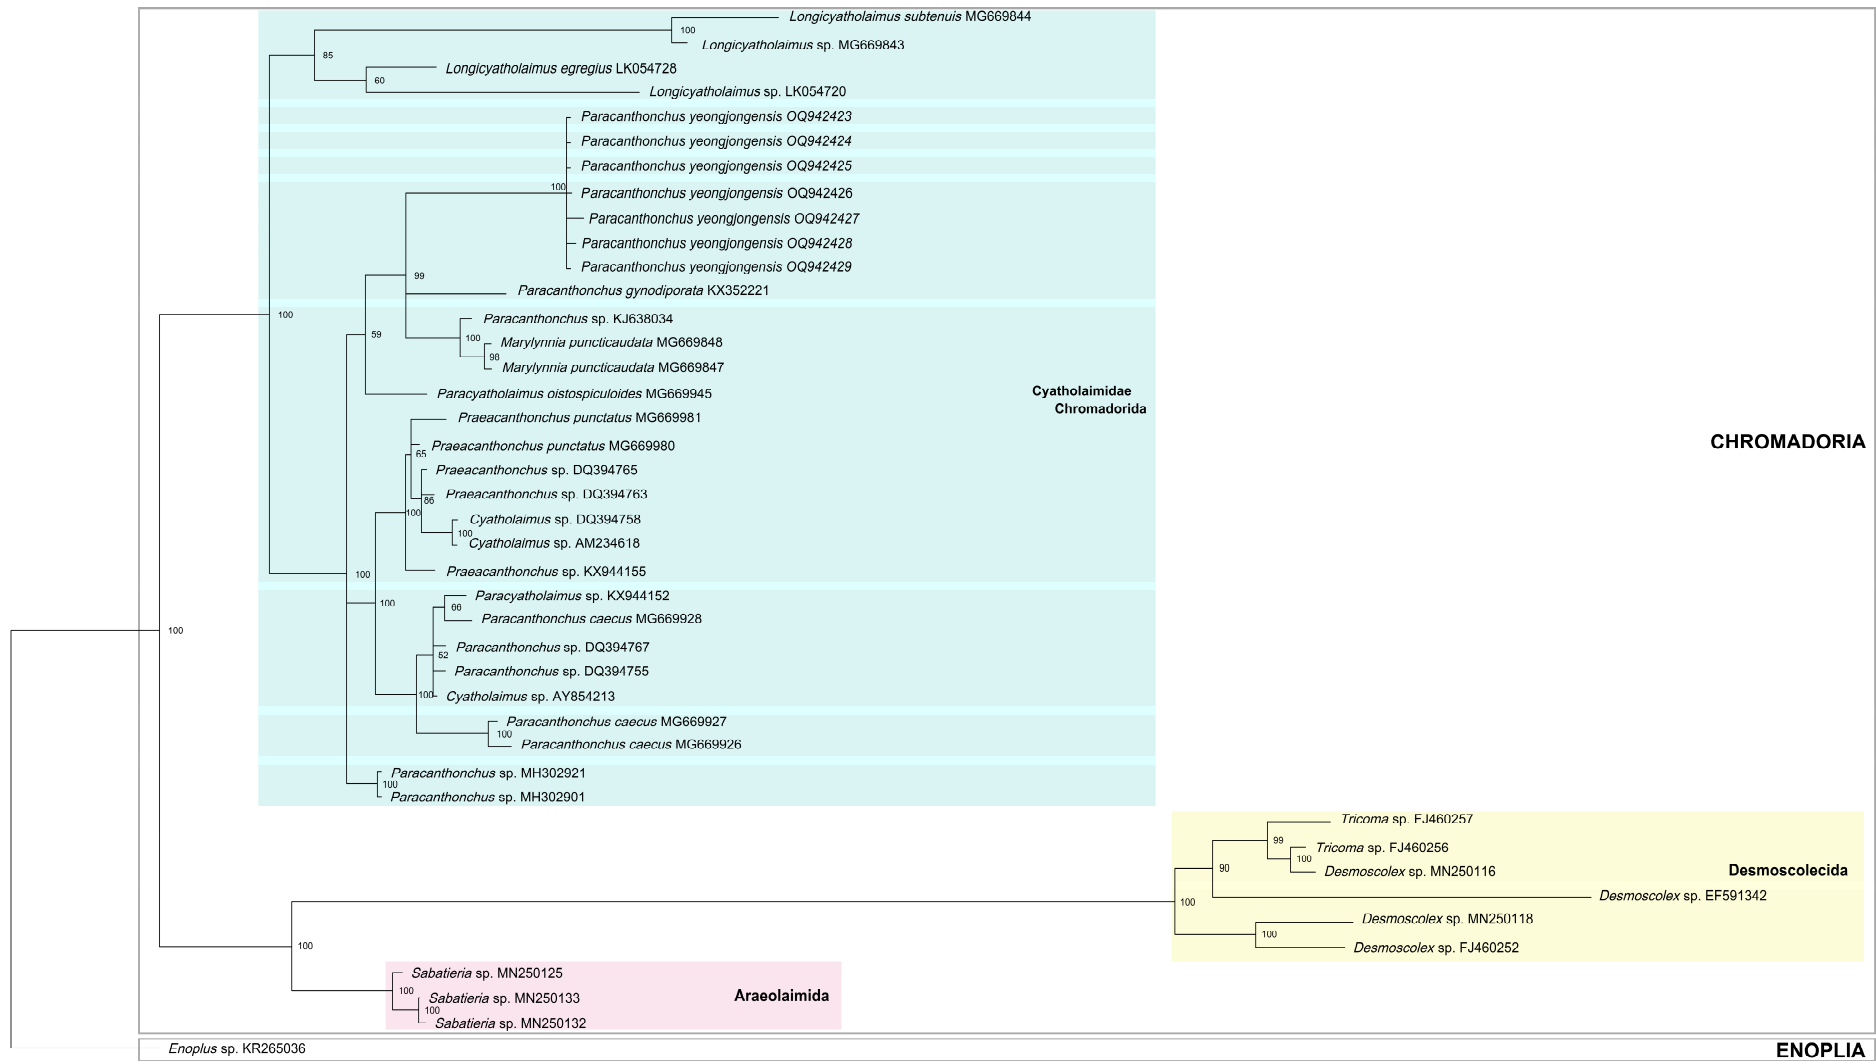 Longicyatholaimus subtenuis MG669844
100
Longicyatholaimus sp. MG669843
85
Longicyatholaimus egregius LK054728
60
Longicyatholaimus sp. LK054720
Paracanthonchus yeongjongensis OQ942423
Paracanthonchus yeongjongensis OQ942424
Paracanthonchus yeongjongensis OQ942425
100
Paracanthonchus yeongjongensis OQ942426
Paracanthonchus yeongjongensis OQ942427
Paracanthonchus yeongjongensis OQ942428
Paracanthonchus yeongjongensis OQ942429
99
Paracanthonchus gynodiporata KX352221
100
Paracanthonchus sp. KJ638034
59
100
Marylynnia puncticaudata MG669848
98
Marylynnia puncticaudata MG669847
Paracyatholaimus oistospiculoides MG669945
Cyatholaimidae
Chromadorida
Praeacanthonchus punctatus MG669981
CHROMADORIA
Praeacanthonchus punctatus MG669980
65
Praeacanthonchus sp. DQ394765
Praeacanthonchus sp. DQ394763
86
100
Cyatholaimus sp. DQ394758
100
Cyatholaimus sp. AM234618
Praeacanthonchus sp. KX944155
100
Paracyatholaimus sp. KX944152
100
66
Paracanthonchus caecus MG669928
100
Paracanthonchus sp. DQ394767
52
Paracanthonchus sp. DQ394755
100
Cyatholaimus sp. AY854213
Paracanthonchus caecus MG669927
100
Paracanthonchus caecus MG669926
Paracanthonchus sp. MH302921
100
Paracanthonchus sp. MH302901
Tricoma sp. FJ460257
99
Tricoma sp. FJ460256
100
90
Desmoscolex sp. MN250116
Desmoscolecida
Desmoscolex sp. EF591342
100
Desmoscolex sp. MN250118
100
Desmoscolex sp. FJ460252
100
Sabatieria sp. MN250125
100
Sabatieria sp. MN250133
Araeolaimida
100
Sabatieria sp. MN250132
Enoplus sp. KR265036
ENOPLIA